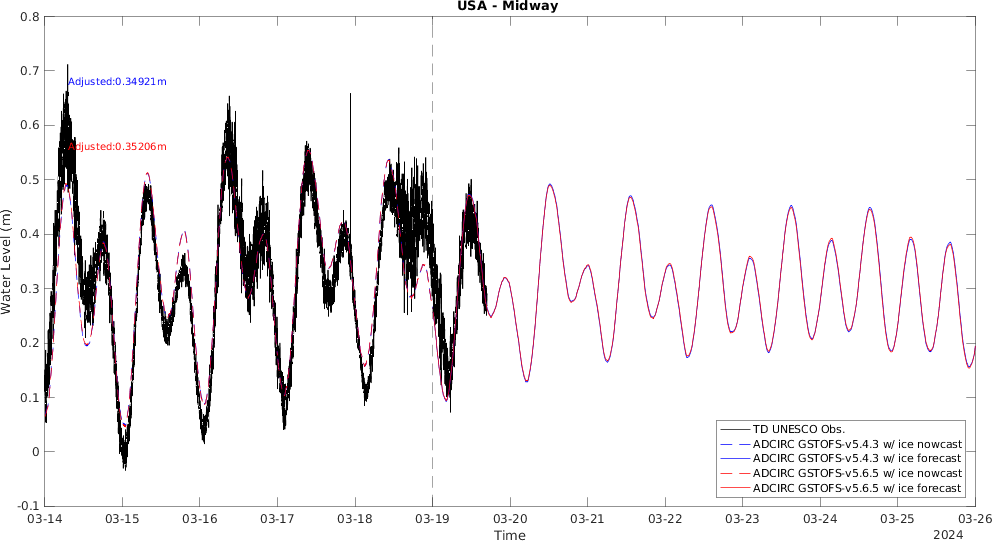 USA - Midway
0.8
0.7
0.6
0.5
0.4
0.3
0.2
0.1
0
-0.1
Water Level (m)
Adjusted:0.34921m
Adjusted:0.35206m
TD UNESCO Obs.
ADCIRC GSTOFS-v5.4.3 w/ ice nowcast
ADCIRC GSTOFS-v5.4.3 w/ ice forecast
ADCIRC GSTOFS-v5.6.5 w/ ice nowcast
ADCIRC GSTOFS-v5.6.5 w/ ice forecast
03-14 03-15 03-16 03-17 03-18 03-19 03-20 03-21 03-22 03-23 03-24 03-25 03-26
Time
2024